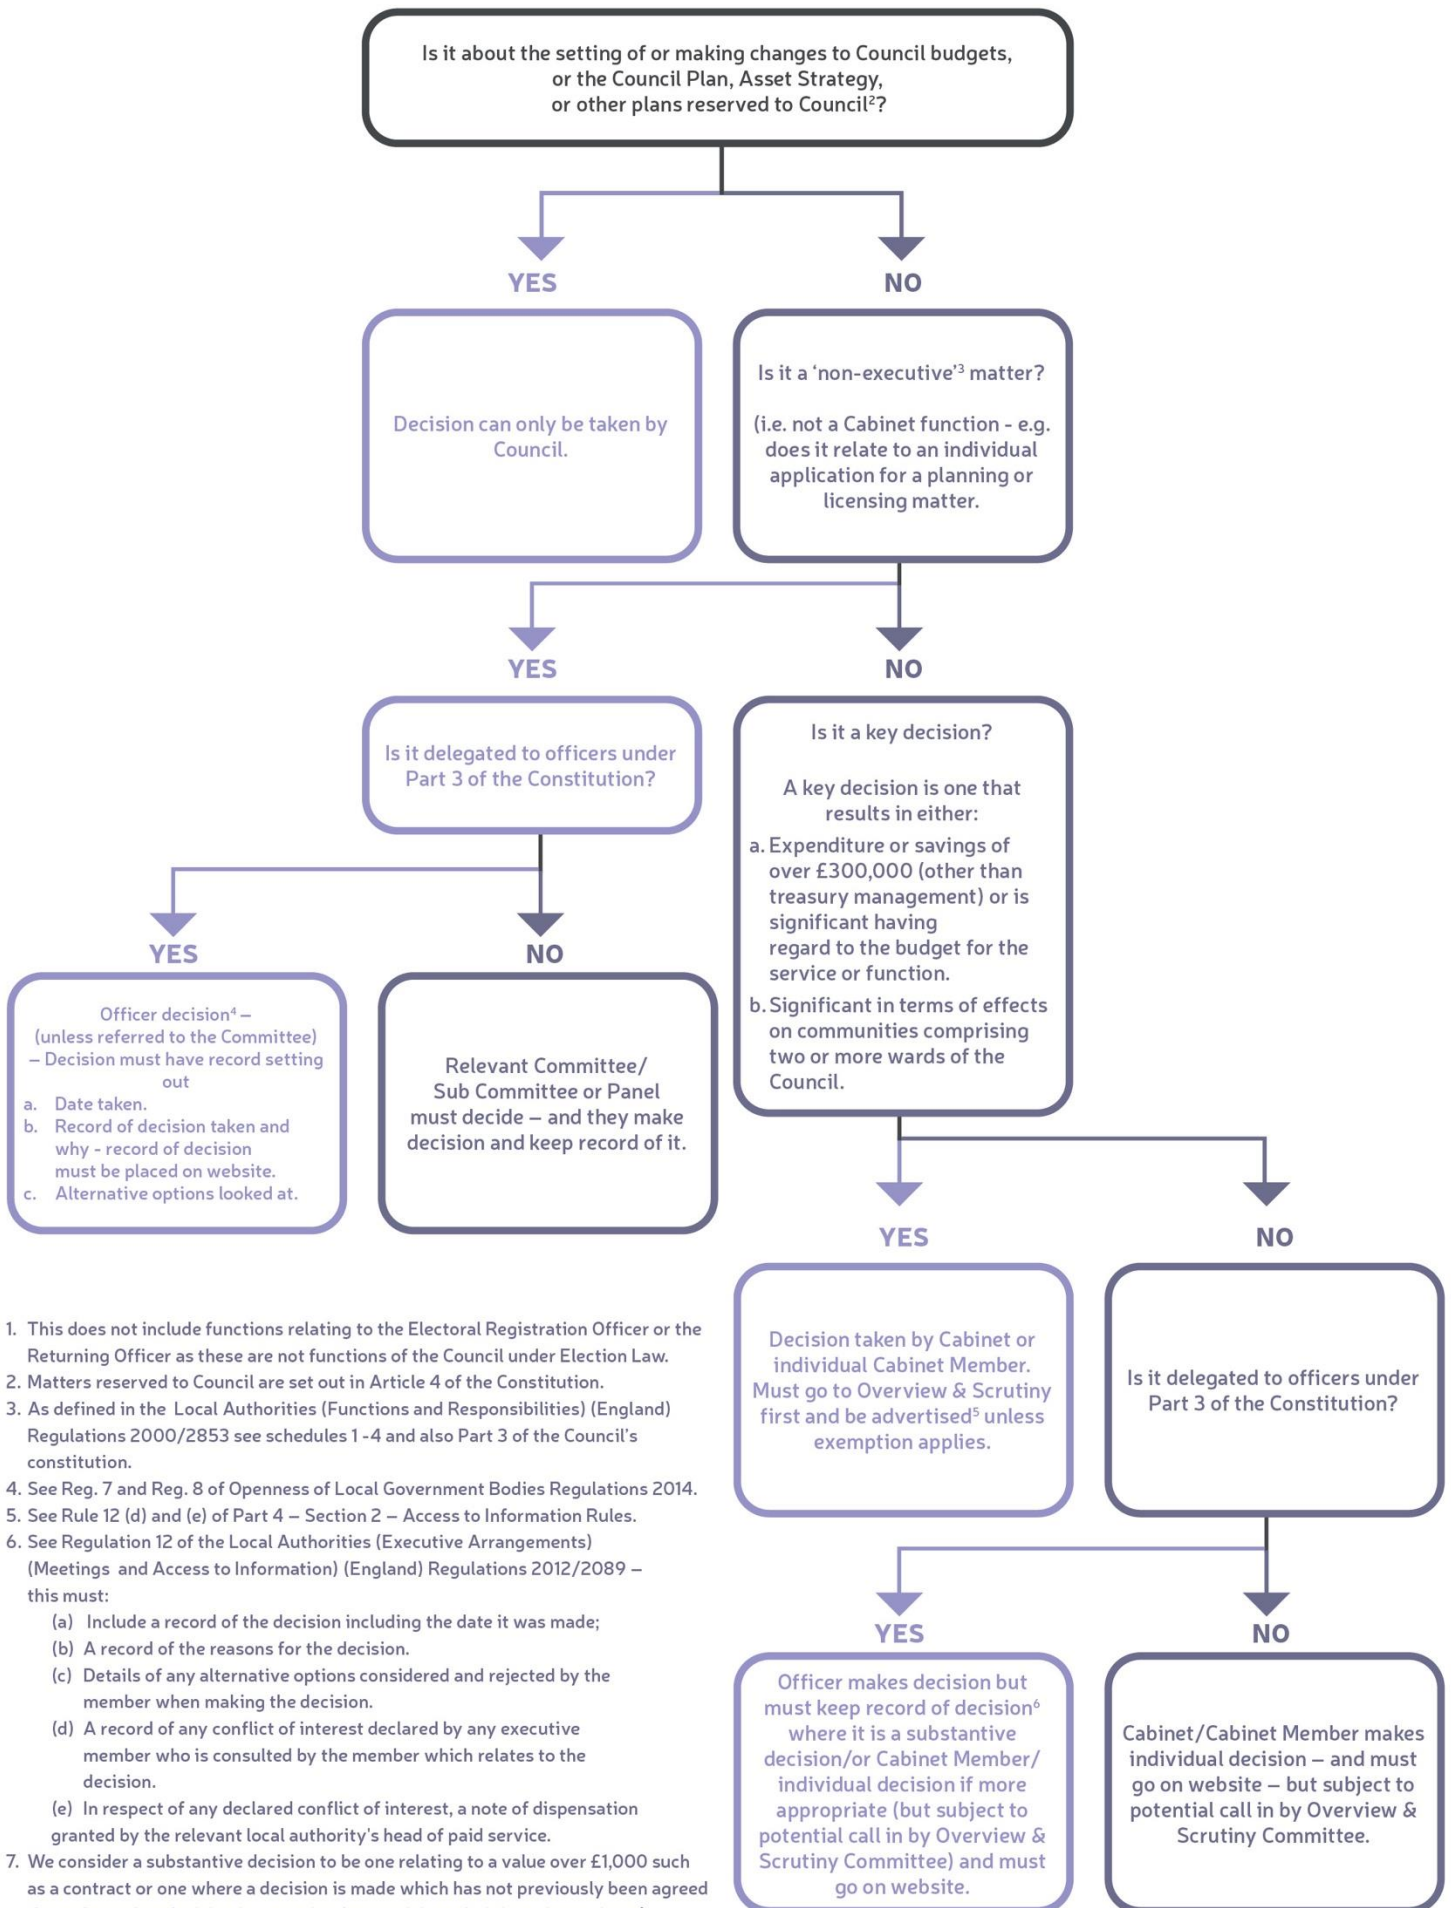 Is it about the setting of or making changes to Council budgets,
or the Council Plan, Asset Strategy,
or other plans reserved to Council²?
YES
NO
Decision can only be taken by
Council.
Is it a ‘non-executive’³ matter?
(i.e. not a Cabinet function - e.g.
does it relate to an individual
application for a planning or
licensing matter.
YES
NO
Is it delegated to officers under
Part 3 of the Constitution?
Is it a key decision?
A key decision is one that
results in either:
a. Expenditure or savings of
over £300,000 (other than
treasury management) or is
significant having
regard to the budget for the
service or function.
b. Significant in terms of effects
on communities comprising
two or more wards of the
Council.
YES
NO
Officer decision⁴ –
(unless referred to the Committee)
– Decision must have record setting
out
a. Date taken.
b. Record of decision taken and
why - record of decision
must be placed on website.
c. Alternative options looked at.
Relevant Committee/
Sub Committee or Panel
must decide – and they make
decision and keep record of it.
YES
NO
Decision taken by Cabinet or
individual Cabinet Member.
Must go to Overview & Scrutiny
first and be advertised⁵ unless
exemption applies.
Is it delegated to officers under
Part 3 of the Constitution?
YES
NO
Officer makes decision but
must keep record of decision⁶
where it is a substantive
decision/or Cabinet Member/
individual decision if more
appropriate (but subject to
potential call in by Overview &
Scrutiny Committee) and must
go on website.
Cabinet/Cabinet Member makes
individual decision – and must
go on website – but subject to
potential call in by Overview &
Scrutiny Committee.
1. This does not include functions relating to the Electoral Registration Officer or the
Returning Officer as these are not functions of the Council under Election Law.
2. Matters reserved to Council are set out in Article 4 of the Constitution.
3. As defined in the Local Authorities (Functions and Responsibilities) (England)
Regulations 2000/2853 see schedules 1 -4 and also Part 3 of the Council’s
constitution.
4. See Reg. 7 and Reg. 8 of Openness of Local Government Bodies Regulations 2014.
5. See Rule 12 (d) and (e) of Part 4 – Section 2 – Access to Information Rules.
6. See Regulation 12 of the Local Authorities (Executive Arrangements)
(Meetings and Access to Information) (England) Regulations 2012/2089 –
this must:
(a) Include a record of the decision including the date it was made;
(b) A record of the reasons for the decision.
(c) Details of any alternative options considered and rejected by the
member when making the decision.
(d) A record of any conflict of interest declared by any executive
member who is consulted by the member which relates to the
decision.
(e) In respect of any declared conflict of interest, a note of dispensation
granted by the relevant local authority's head of paid service.
7. We consider a substantive decision to be one relating to a value over £1,000 such
as a contract or one where a decision is made which has not previously been agreed